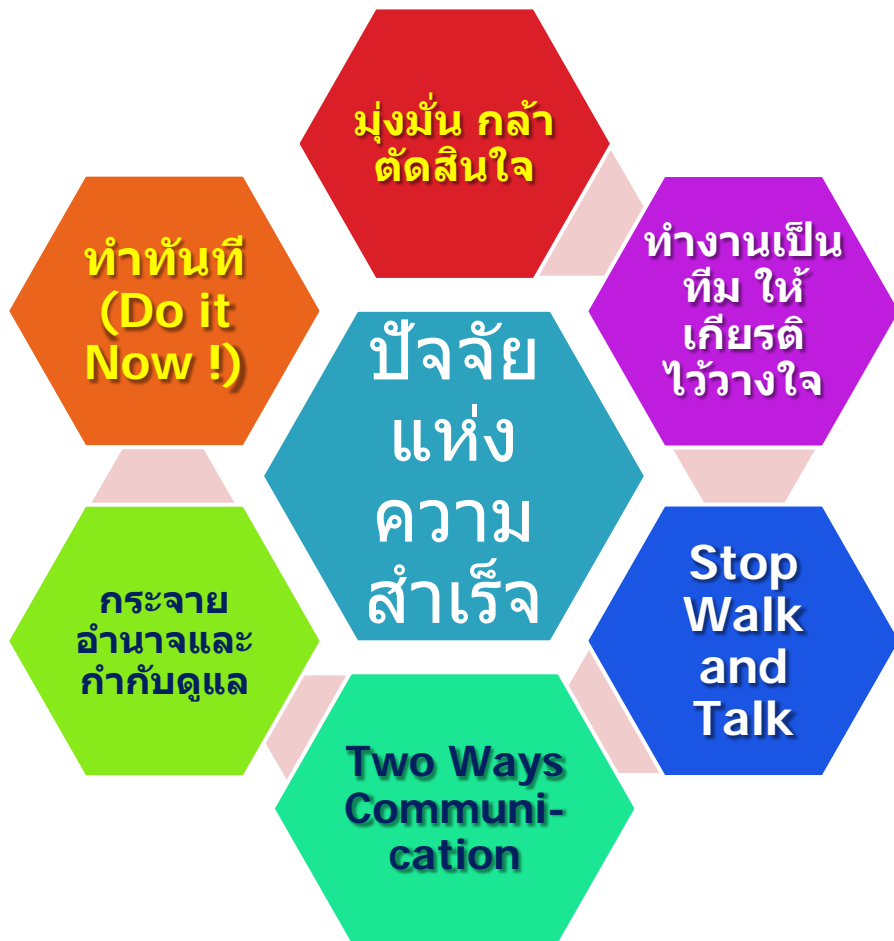 มุ่งมั่น กล้า
ตัดสินใจ
ทำงานเป็น
ทีม ให้
เกียรติ
ไว้วางใจ
Stop
Walk
and
Talk
Two Ways
Communi-
cation
กระจาย
อำนาจและ
กำกับดูแล
ทำทันที
(Do it
Now !)
ปัจจัย
แห่ง
ความ
สำเร็จ